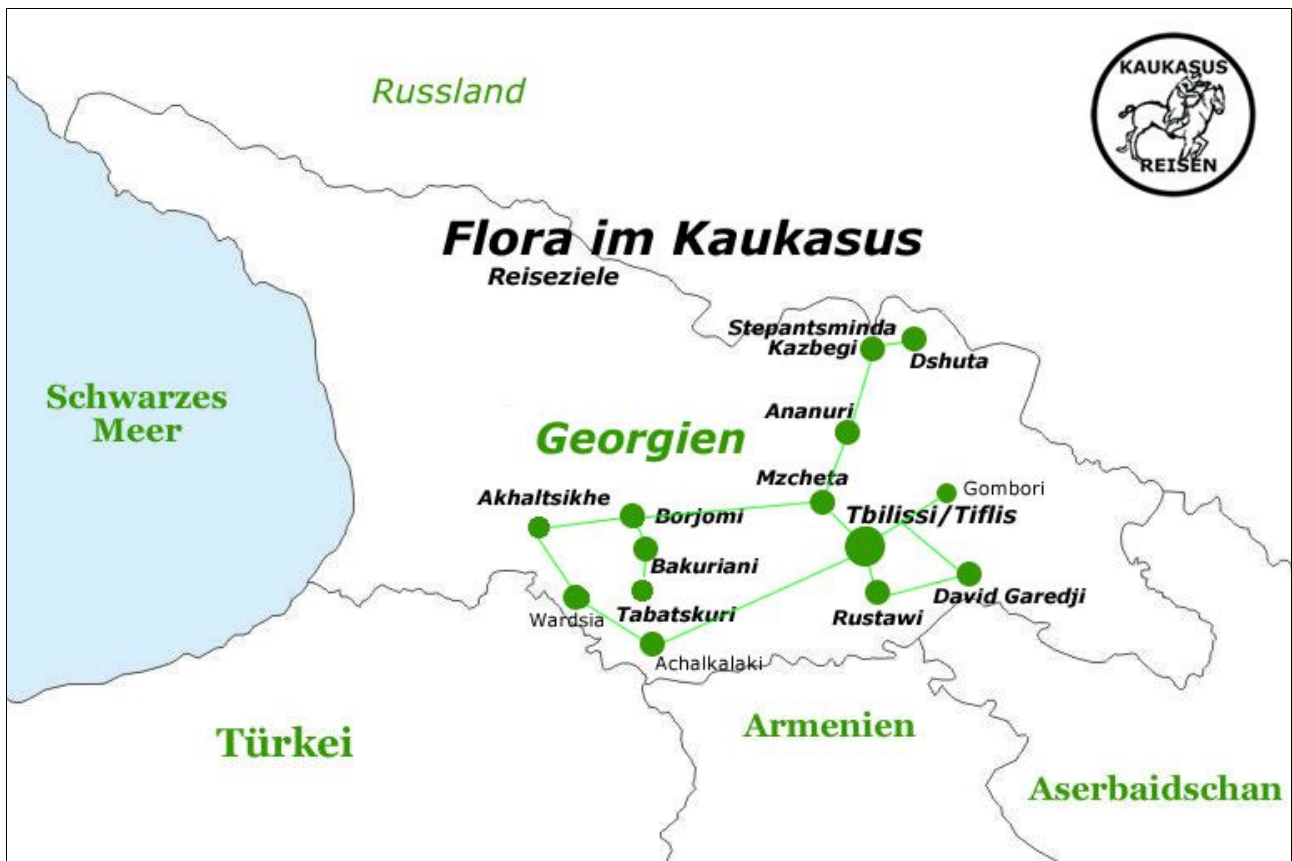 Russland
KAUKASUS
REISEN
Flora im Kaukasus
Reiseziele
Stepantsminda
Kazbegi
Dshuta
Schwarzes
Meer
Ananuri
Georgien
Mzcheta
Gombori
Akhaltsikhe
Borjomi
Tbilissi/Tiflis
Bakuriani
David Garedji
Wardsia
Tabatskuri
Rustawi
Achalkalaki
Türkei
Armenien
Aserbaidschan